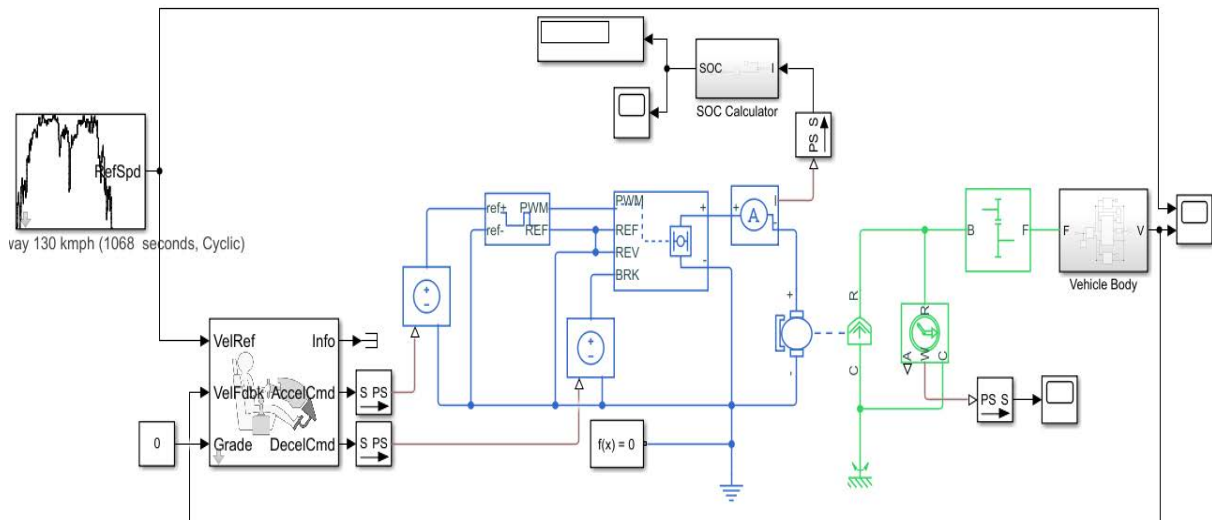 SOC
I
SOC Calculator
PS S
RefSpd
way 130 kmph (1068 seconds, Cyclic)
ref+
ref-
PWM
REF
PWM
REF
REV
BRK
+
-
+
A
I
-
B
F
F
V
Vehicle Body
+
-
+
-
+
-
R
C
R
A
W
C
VelRef
Info
VelFdbk
AccelCmd
Grade
DecelCmd
0
S PS
S PS
PS S
f(x) = 0